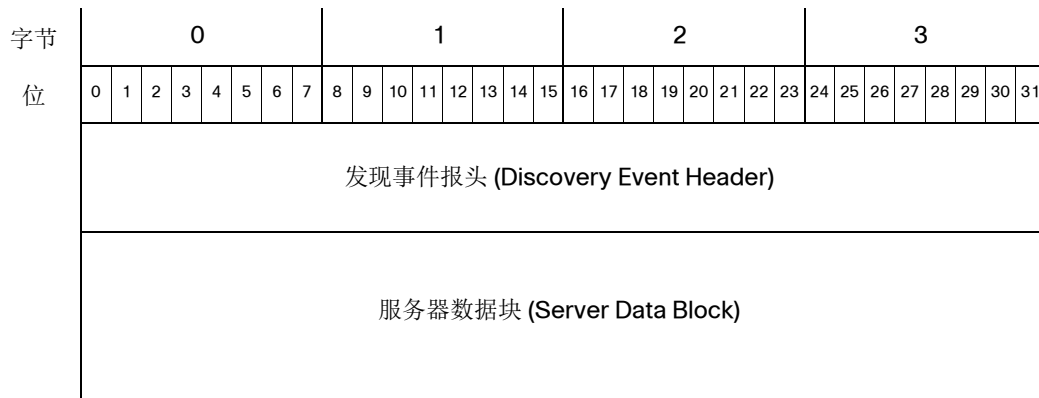 字节 0 1 2 3
位 0 1 2 3 4 5 6 7 8 9 10 11 12 13 14 15 16 17 18 19 20 21 22 23 24 25 26 27 28 29 30 31
发现事件报头 (Discovery Event Header)
服务器数据块 (Server Data Block)